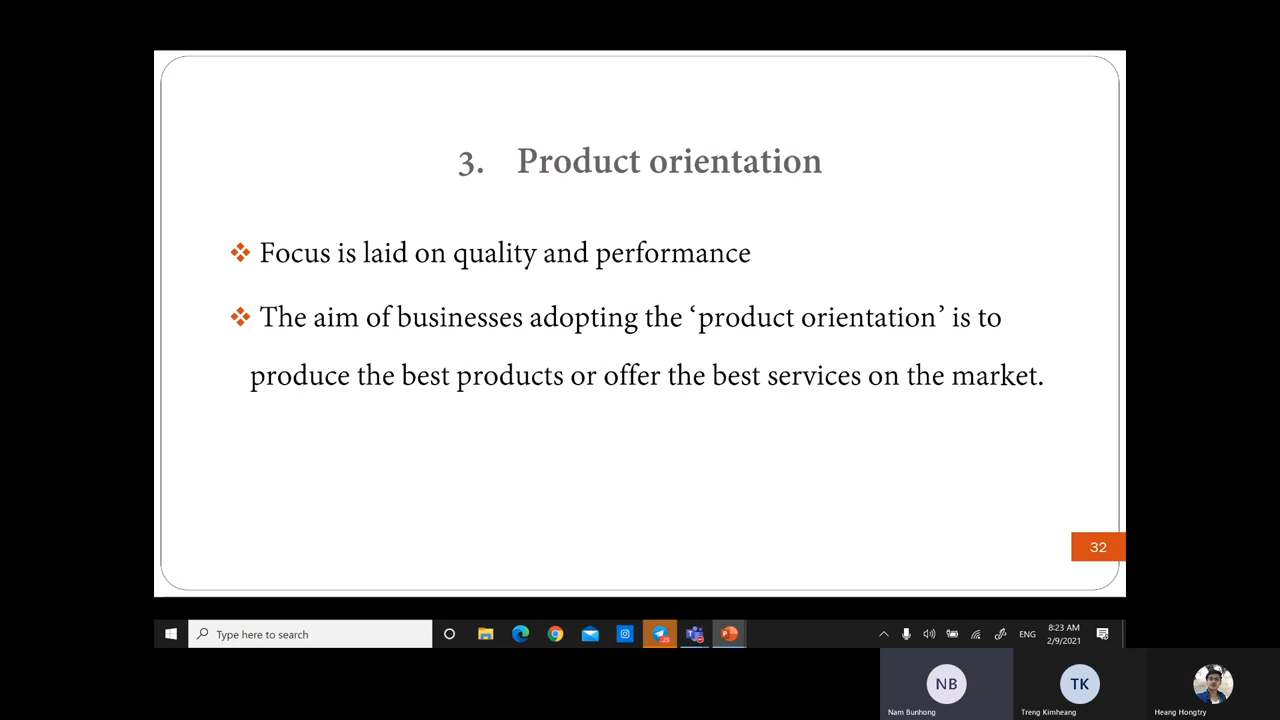 3. Product orientation
❖ Focus is laid on quality and performance
❖ The aim of businesses adopting the ‘product orientation’ is to
produce the best products or offer the best services on the market.
32
Type here to search
ENG
8:23 AM
2/9/2021
NB
TK
Nam Bunhong
Treng Kimheang
Heang Hongtry